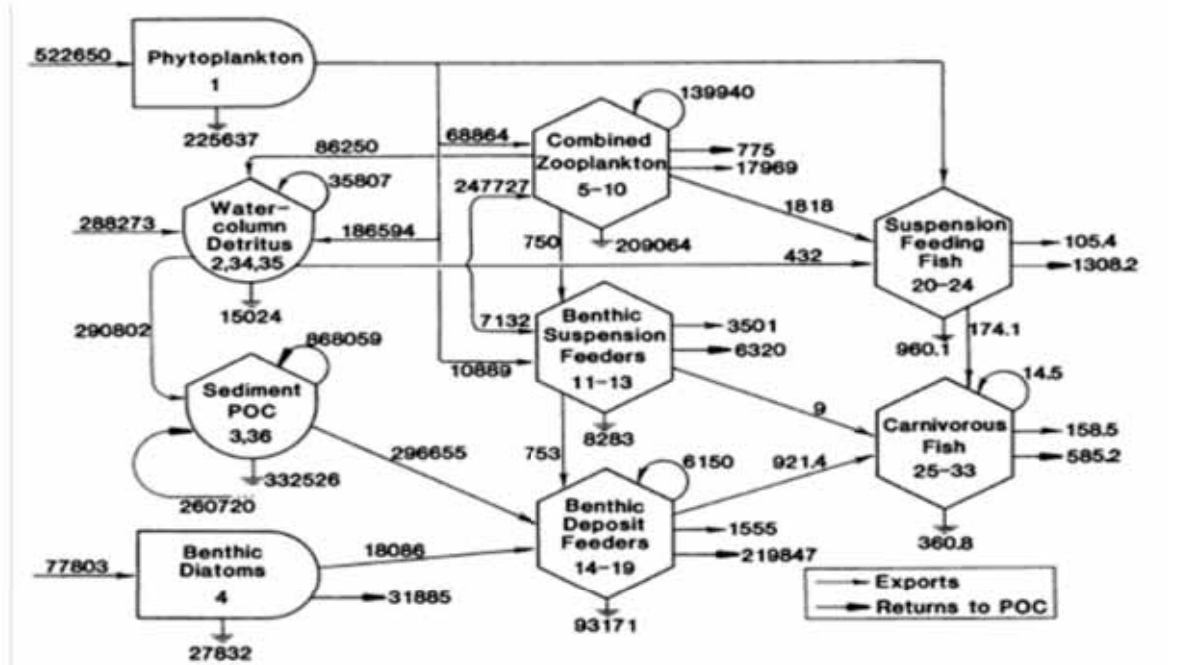 522650
Phytoplankton
1
225637
139940
68864
Combined
Zooplankton
5-10
775
17969
86250
35807
247727
Water-
column
Detritus
2,34,35
288273
186594
1818
750
209064
Suspension
Feeding
Fish
20-24
105.4
1308.2
432
15024
290802
7132
Benthic
Suspension
Feeders
11-13
3501
6320
174.1
960.1
868059
10889
14.5
Sediment
POC
3,36
9
8283
Carnivorous
Fish
25-33
158.5
585.2
296655
753
6150
921.4
332526
260720
Benthic
Deposit
Feeders
14-19
1555
219847
360.8
77803
Benthic
Diatoms
4
18086
31885
93171
27832
Exports
Returns to POC